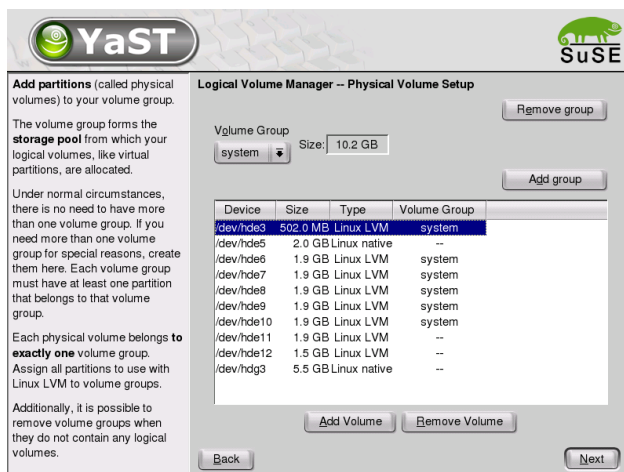 YaST
SuSE
Add partitions (called physical
volumes) to your volume group.
The volume group forms the
storage pool from which your
logical volumes, like virtual
partitions, are allocated.
Under normal circumstances,
there is no need to have more
than one volume group. If you
need more than one volume
group for special reasons, create
them here. Each volume group
must have at least one partition
that belongs to that volume
group.
Each physical volume belongs to
exactly one volume group.
Assign all partitions to use with
Linux LVM to volume groups.
Additionally, it is possible to
remove volume groups when
they do not contain any logical
volumes.
Logical Volume Manager -- Physical Volume Setup
Remove group
Volume Group
system
Size: 10.2 GB
Add group
Device Size Type Volume Group
/dev/hde3 502.0 MB Linux LVM system
/dev/hde5 2.0 GB Linux native --
/dev/hde6 1.9 GB Linux LVM system
/dev/hde7 1.9 GB Linux LVM system
/dev/hde8 1.9 GB Linux LVM system
/dev/hde9 1.9 GB Linux LVM system
/dev/hde10 1.9 GB Linux LVM system
/dev/hde11 1.9 GB Linux LVM --
/dev/hde12 1.5 GB Linux LVM --
/dev/hdg3 5.5 GB Linux native --
Add Volume Remove Volume
Back Next